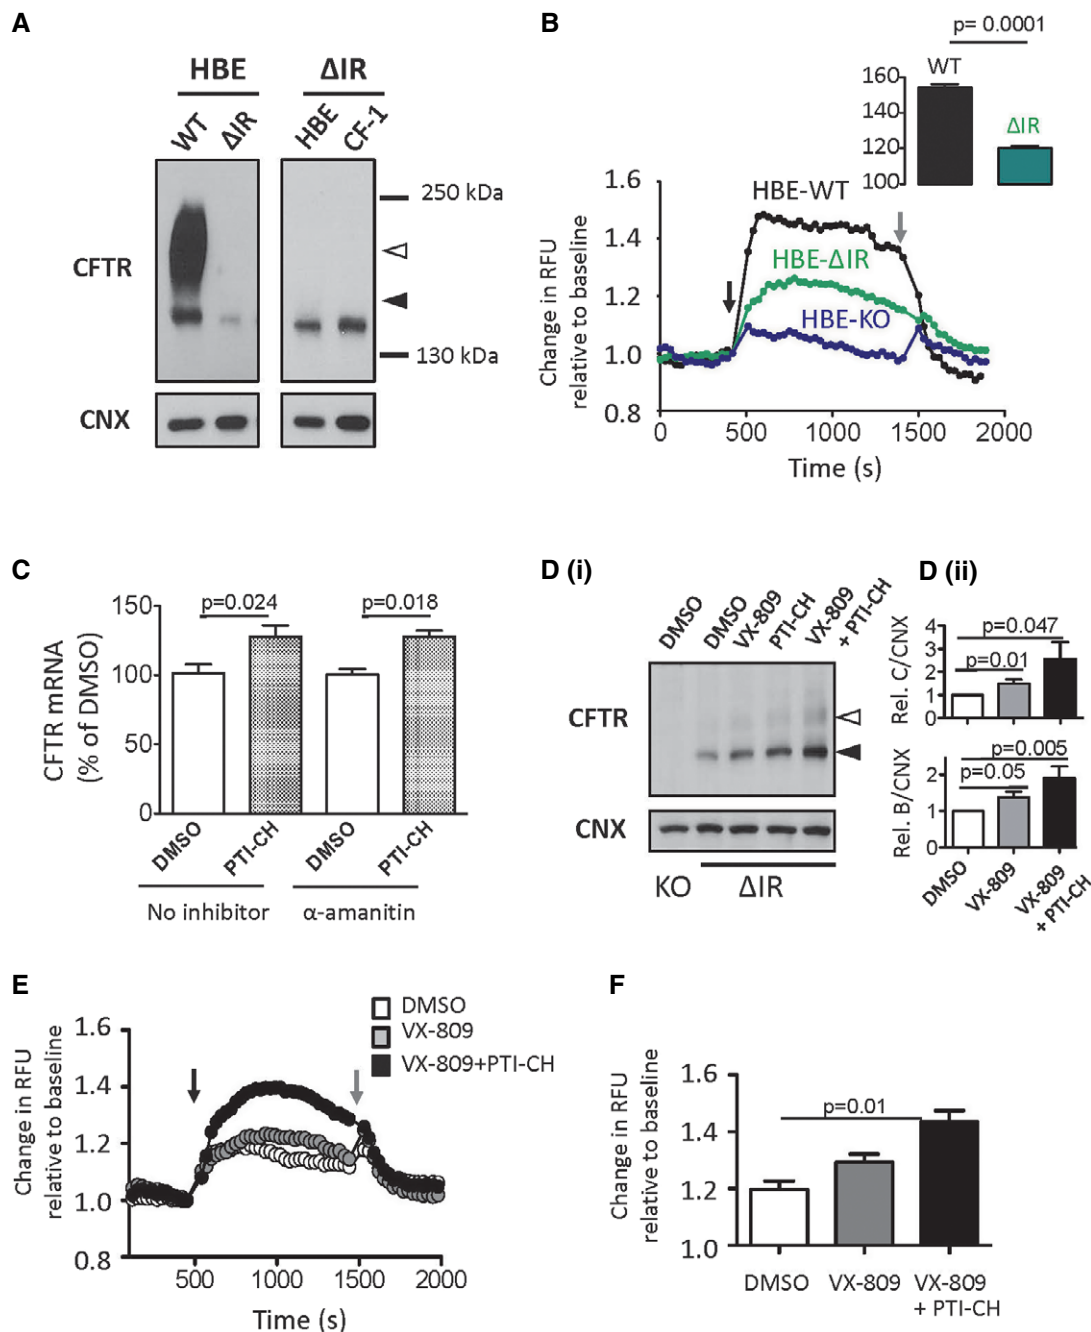 A
HBE
ΔIR
WT
ΔIR
HBE
CF-1
250 kDa
CFTR
130 kDa
CNX
B
p= 0.0001
160
WT
140
ΔIR
120
100
Change in RFU
relative to baseline
1.6
HBE-WT
1.4
HBE-ΔIR
1.2
HBE-KO
1.0
0.8
0
500
1000
1500
2000
Time (s)
C
CFTR mRNA
(% of DMSO)
150
p=0.024
p=0.018
100
50
0
DMSO
PTI-CH
DMSO
PTI-CH
No inhibitor
α-amanitin
D (i)
DMSO
DMSO
VX-809
PTI-CH
VX-809
+ PTI-CH
CFTR
CNX
KO
ΔIR
D (ii)
Rel. C/CNX
4
p=0.047
3
2
p=0.01
1
0
Rel. B/CNX
p=0.005
2
p=0.05
1
0
DMSO
VX-809
VX-809
+ PTI-CH
E
DMSO
VX-809
VX-809+PTI-CH
Change in RFU
relative to baseline
1.6
1.4
1.2
1.0
0.8
500
1000
1500
2000
Time (s)
F
Change in RFU
relative to baseline
1.6
p=0.01
1.4
1.2
1.0
DMSO
VX-809
VX-809
+ PTI-CH